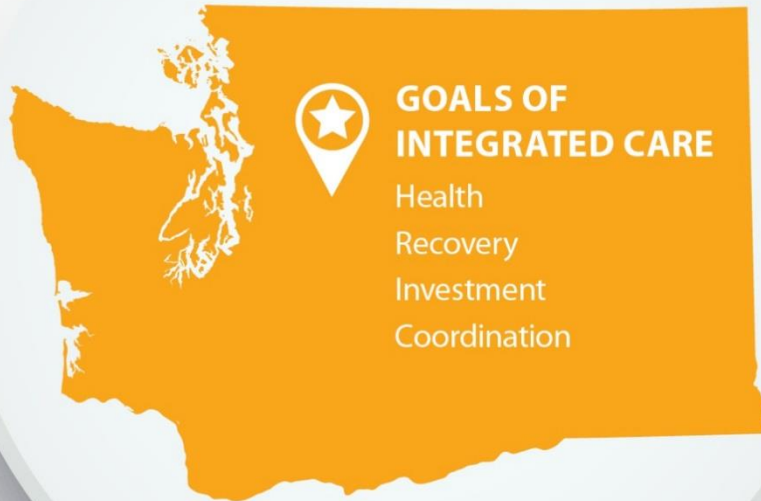 GOALS OF
INTEGRATED CARE
Health
Recovery
Investment
Coordination